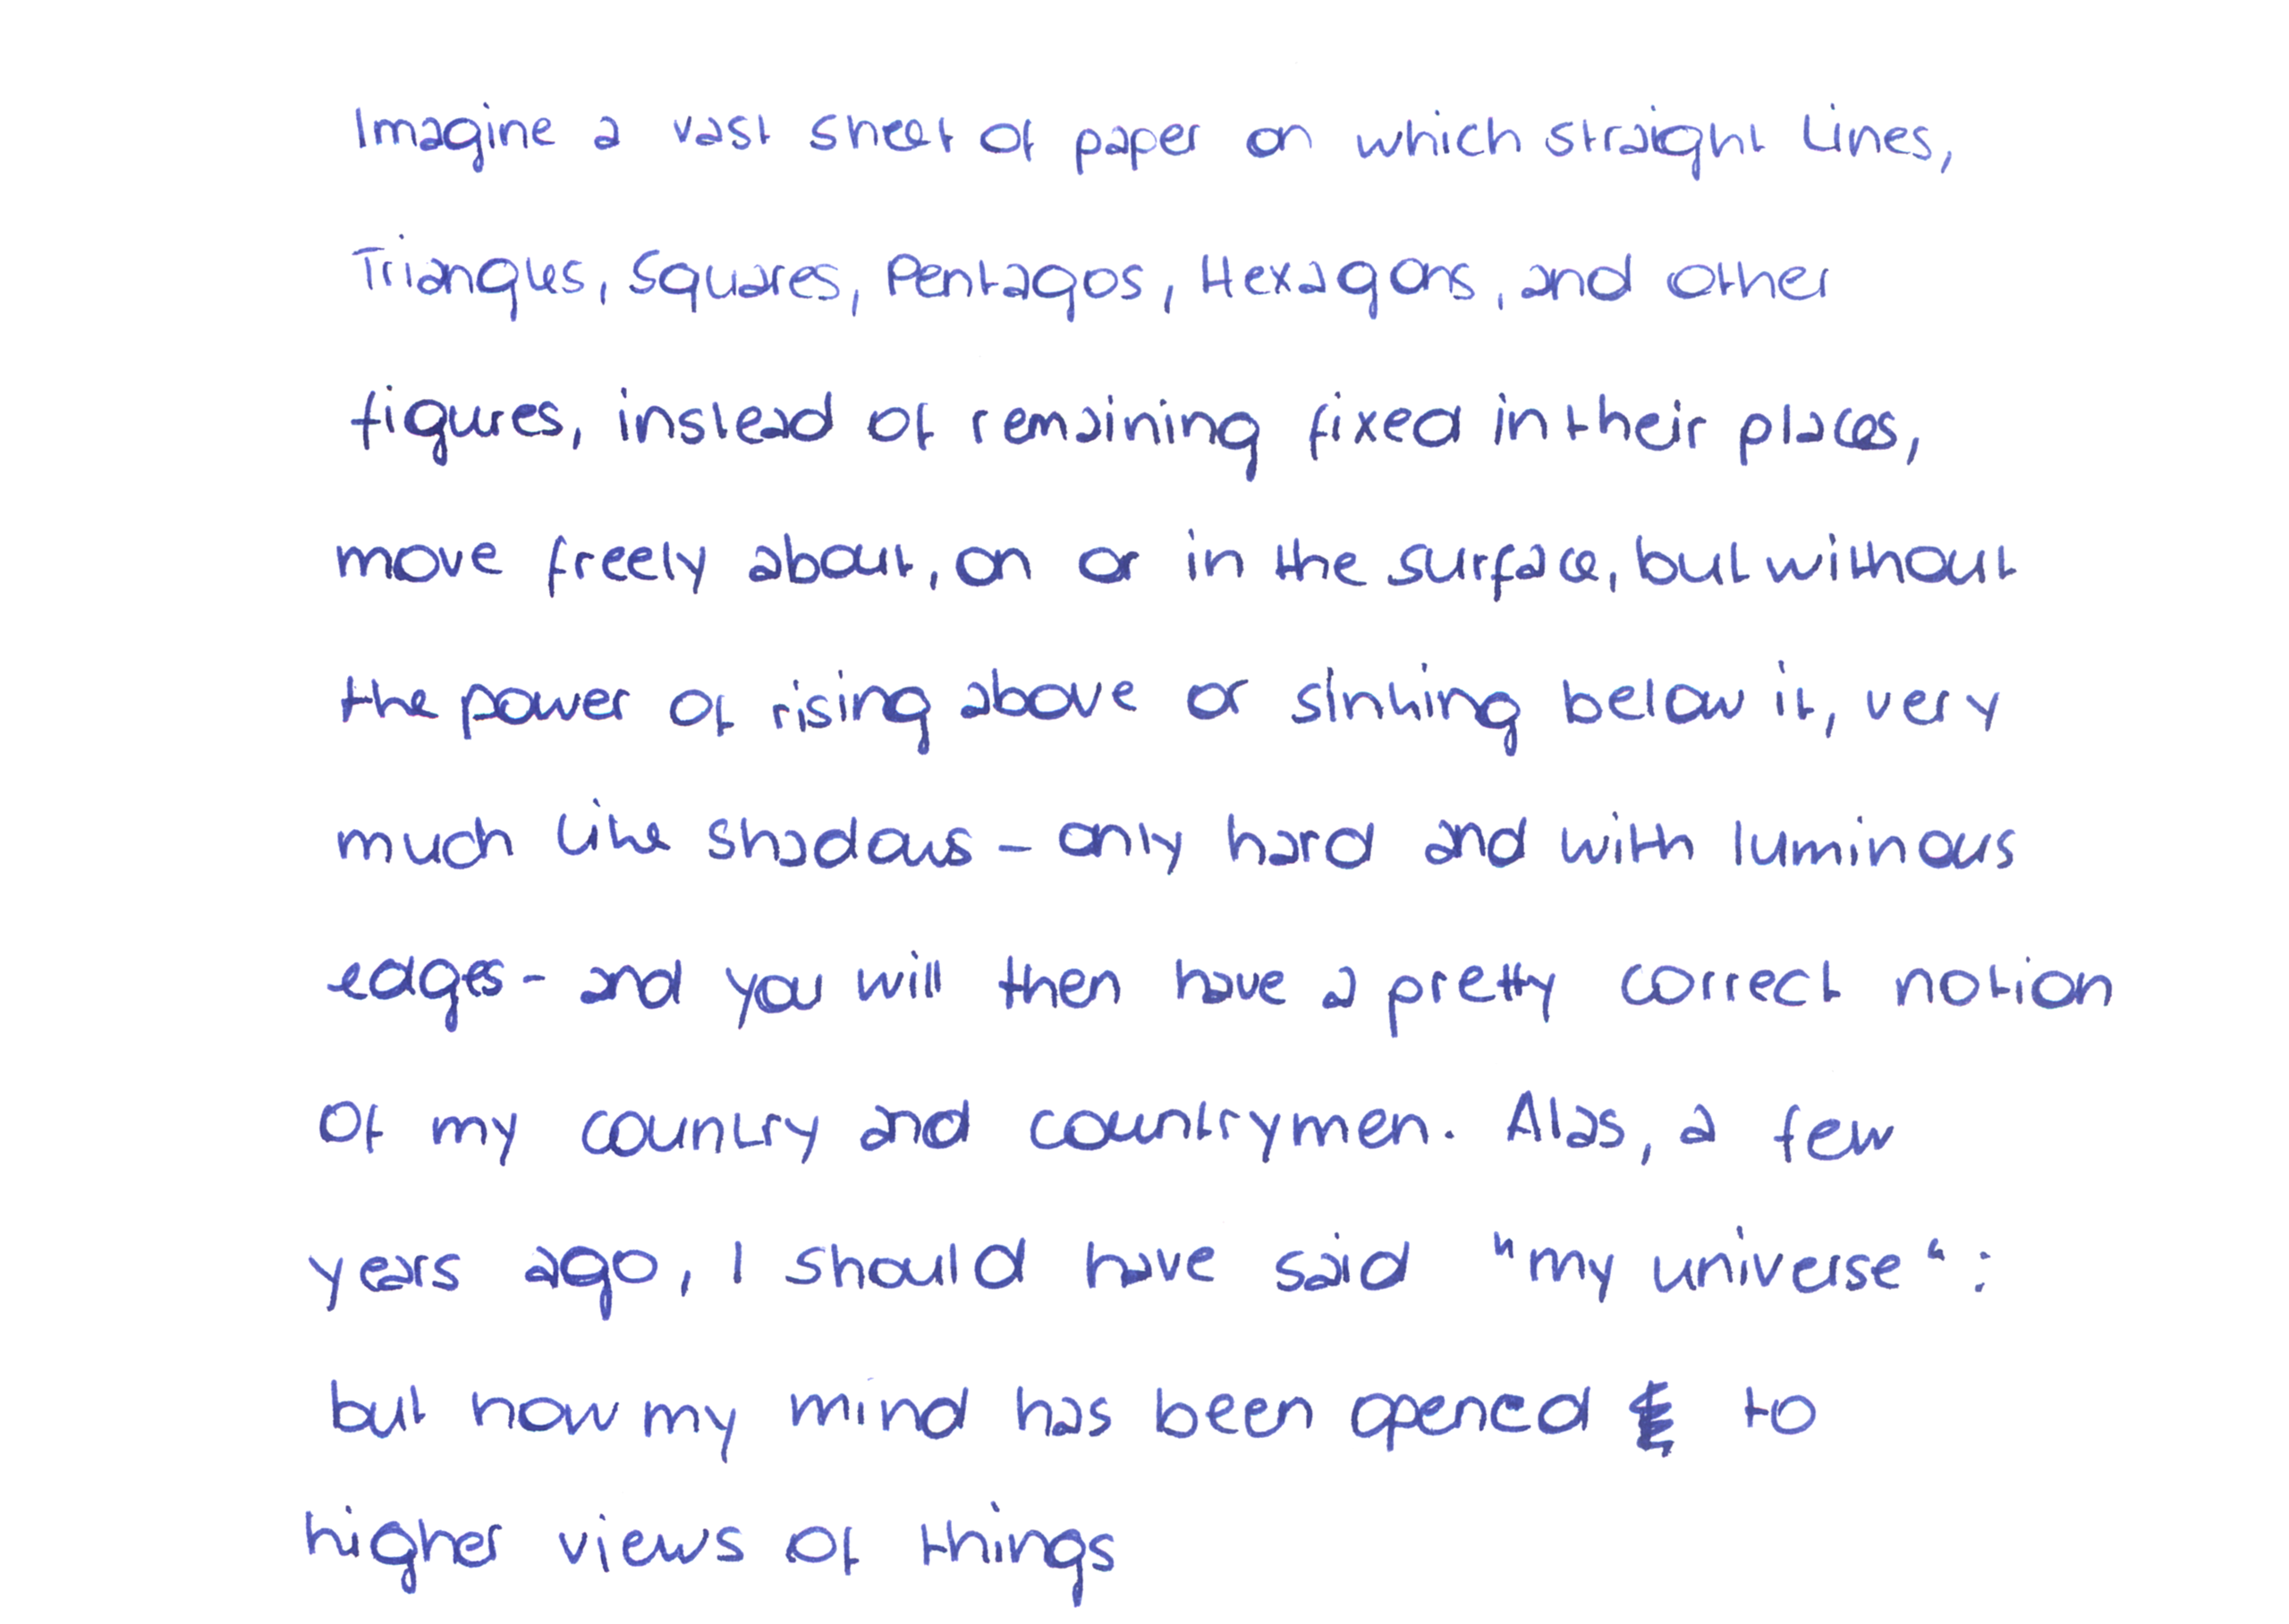 Imagine a vast sheet of paper on which straight Lines,
Triangles, Squares, Pentagos, Hexagons, and other
figures, instead of remaining fixed in their places,
move freely about, on or in the surface, but without
the power of rising above or sinking below it, very
much like shadows - only hard and with luminous
edges - and you will then have a pretty correct notion
of my country and countrymen. Alas, a few
years ago, I should have said "my universe":
but now my mind has been opened to
higher views of things